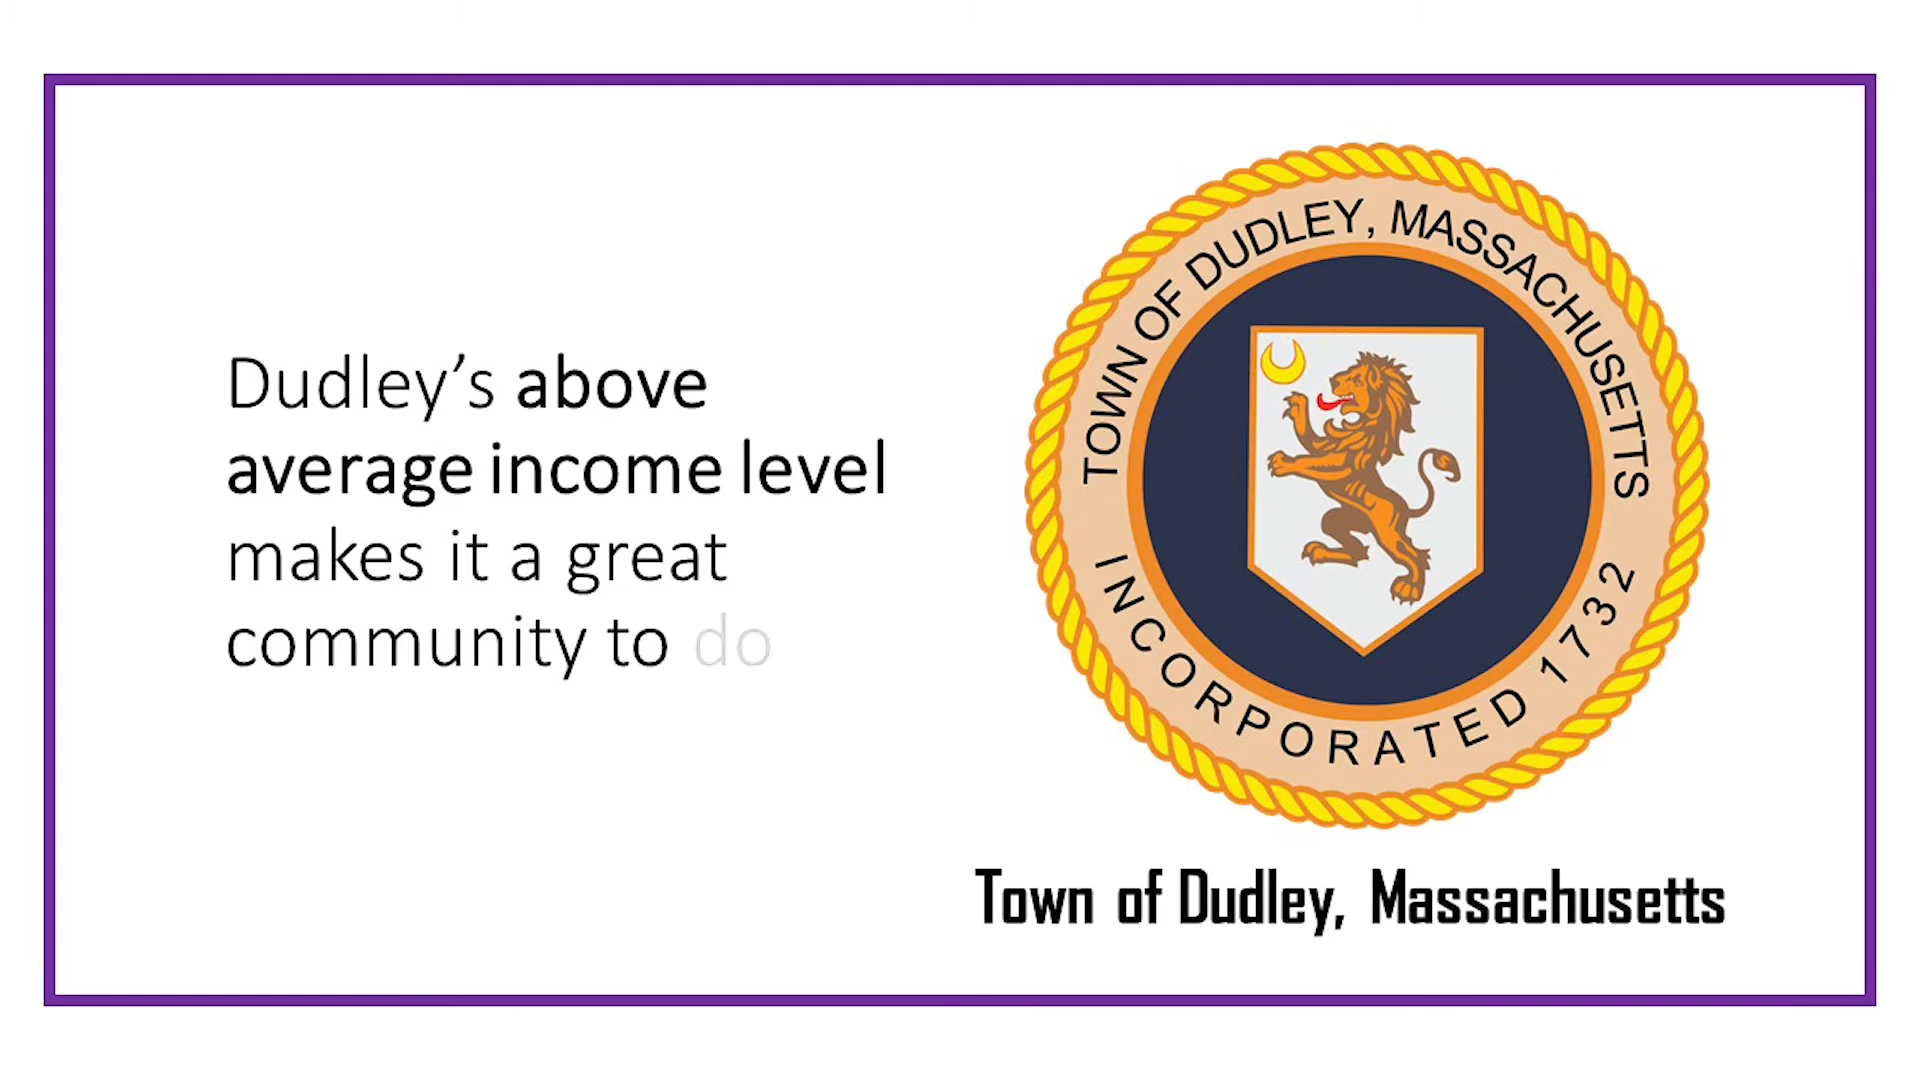 Dudley’s above
average income level
makes it a great
community to do
TOWN OF DUDLEY, MASSACHUSETTS
INCORPORATED 1732
Town of Dudley, Massachusetts